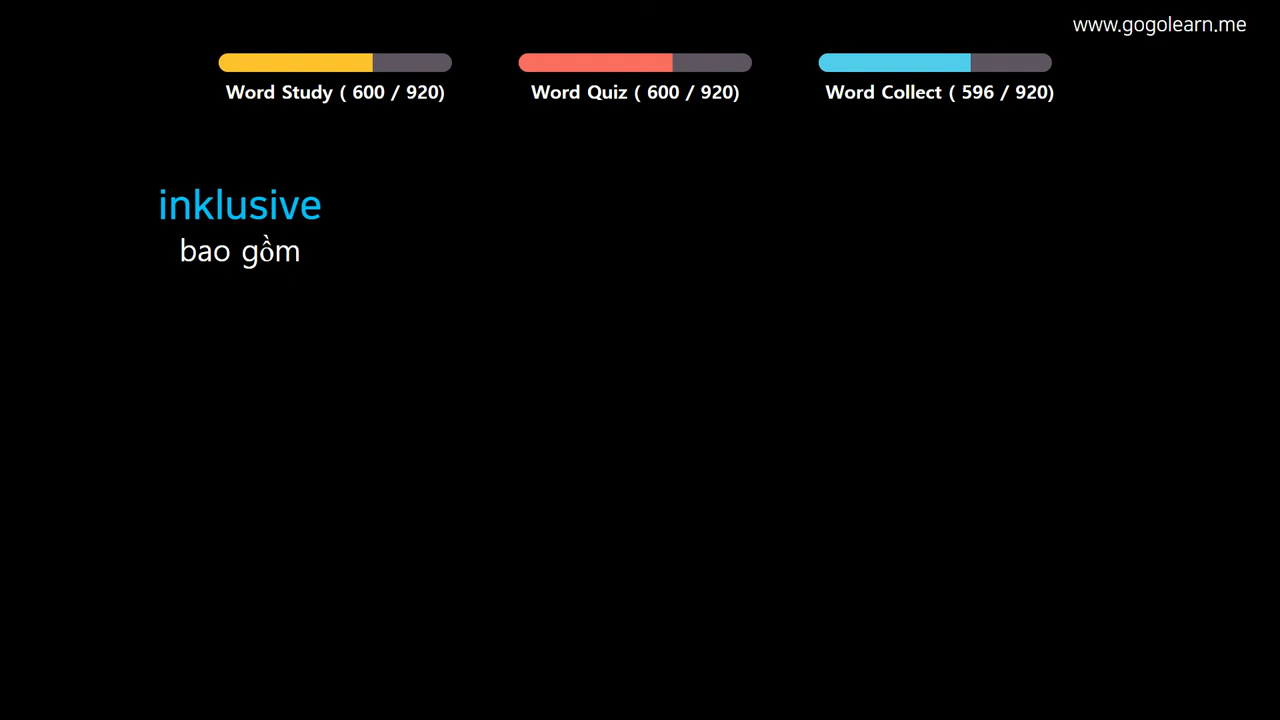 www.gogolearn.me
Word Study ( 600 / 920)
Word Quiz ( 600 / 920)
Word Collect ( 596 / 920)
inklusive
bao gồm